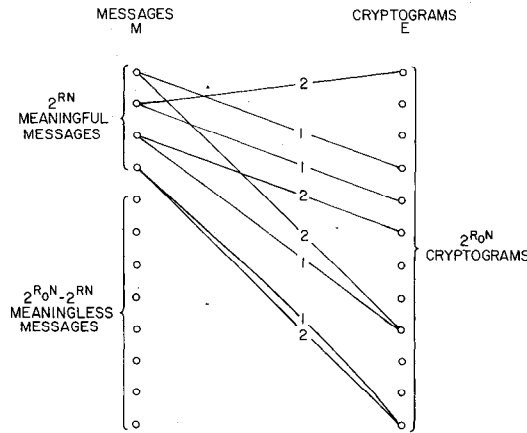 MESSAGES
M
CRYPTOGRAMS
E
2^{RN}
MEANINGFUL
MESSAGES
2
1
1
2
2
1
1
2
2^{R₀N}
CRYPTOGRAMS
2^{R₀N}-2^{RN}
MEANINGLESS
MESSAGES